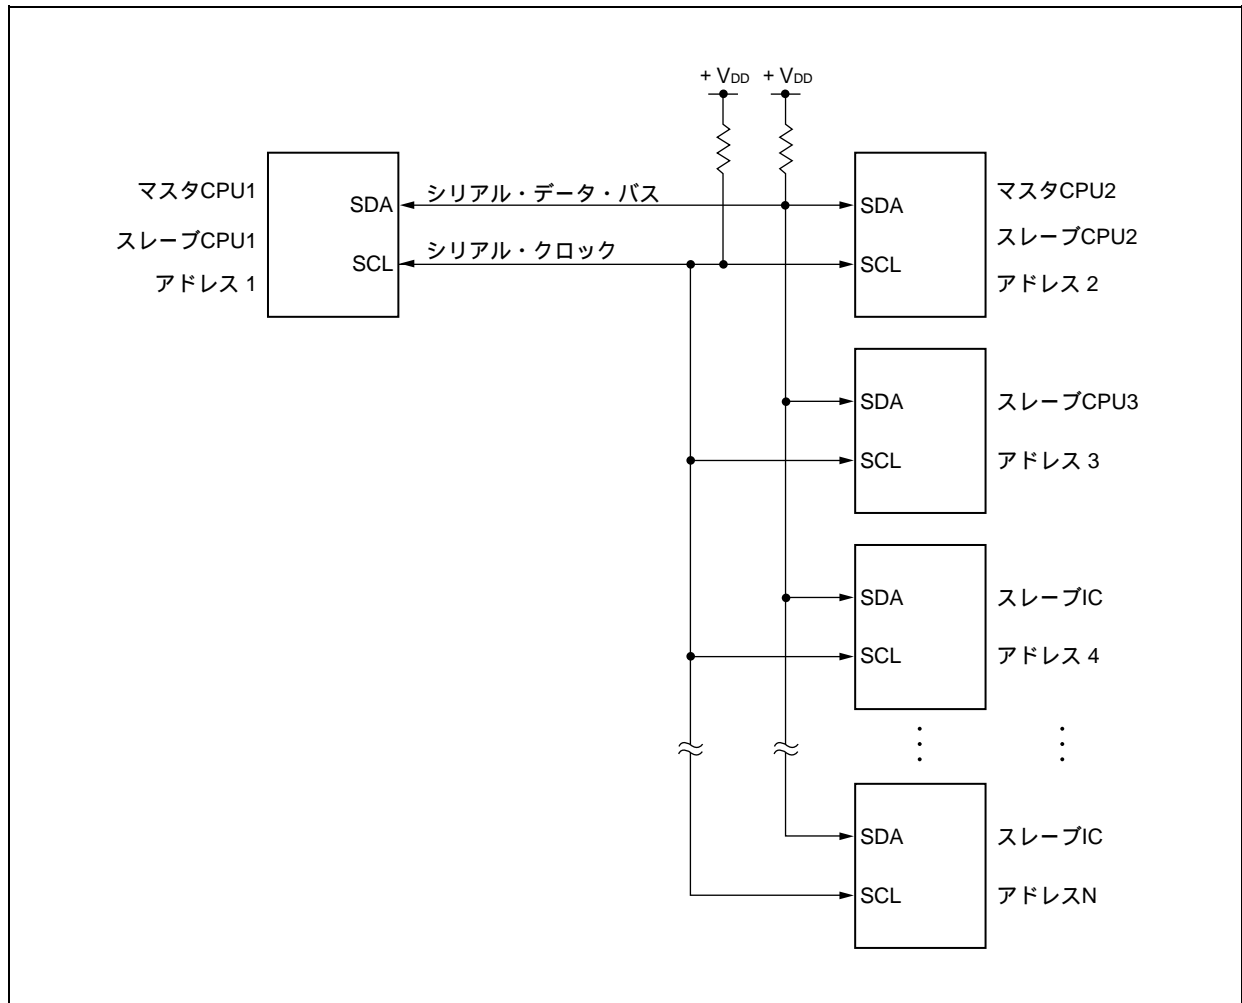 + VDD + VDD
マスタCPU1
スレーブCPU1
アドレス 1
SDA
SCL
シリアル・データ・バス
シリアル・クロック
SDA
SCL
マスタCPU2
スレーブCPU2
アドレス 2
SDA
SCL
スレーブCPU3
アドレス 3
SDA
SCL
スレーブIC
アドレス 4
SDA
SCL
スレーブIC
アドレスN